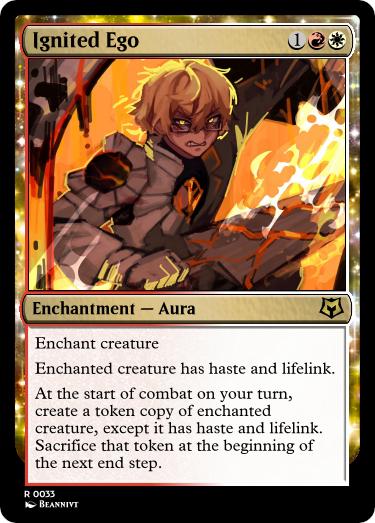 Ignited Ego 1
Enchantment — Aura
Enchant creature
Enchanted creature has haste and lifelink.
At the start of combat on your turn,
create a token copy of enchanted
creature, except it has haste and lifelink.
Sacrifice that token at the beginning of
the next end step.
R 0033
Beannivt